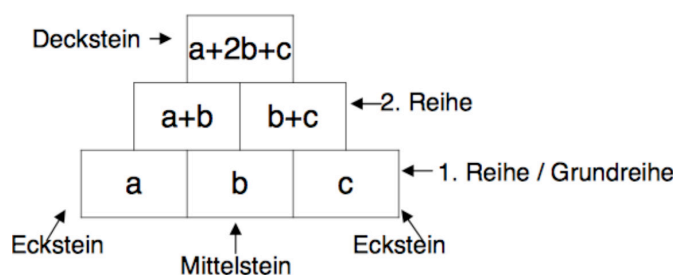 Deckstein
a+2b+c
a+b
b+c
2. Reihe
a
b
c
1. Reihe / Grundreihe
Eckstein
Mittelstein
Eckstein